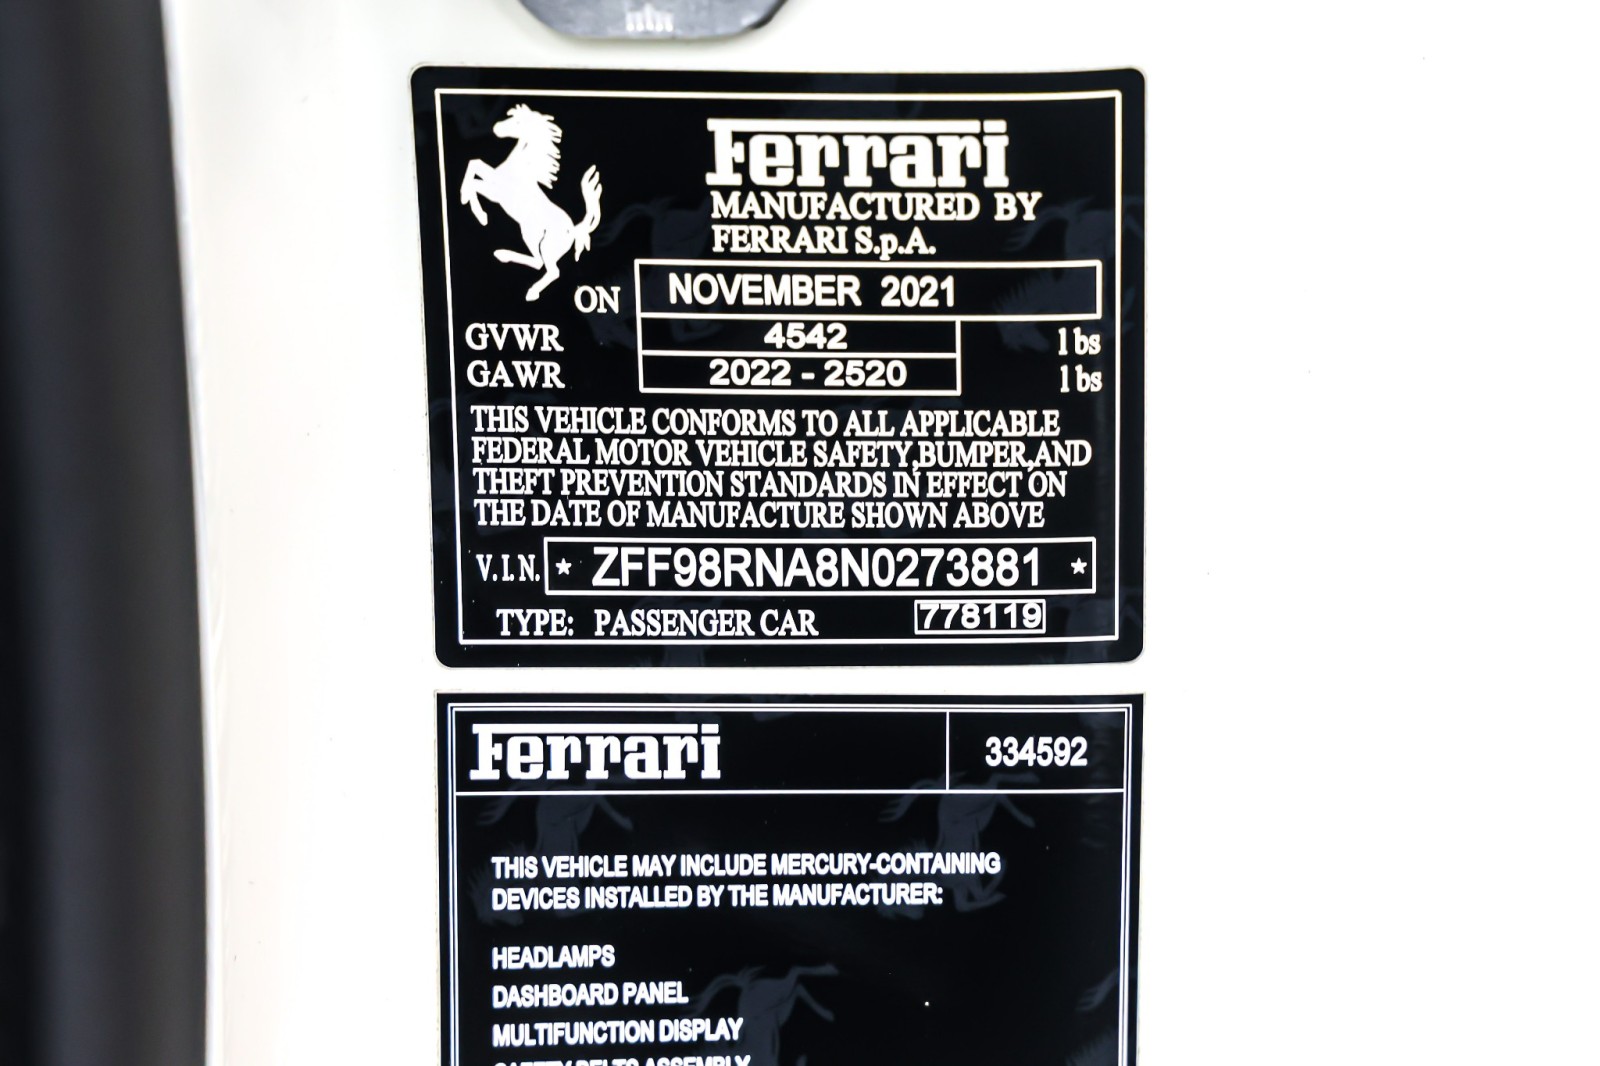 Ferrari
MANUFACTURED BY
FERRARI S.p.A.
ON NOVEMBER 2021
GVWR 4542 lbs
GAWR 2022 - 2520 lbs
THIS VEHICLE CONFORMS TO ALL APPLICABLE
FEDERAL MOTOR VEHICLE SAFETY,BUMPER,AND
THEFT PREVENTION STANDARDS IN EFFECT ON
THE DATE OF MANUFACTURE SHOWN ABOVE
V.I.N. * ZFF98RNA8N0273881 *
TYPE: PASSENGER CAR 778119
Ferrari 334592
THIS VEHICLE MAY INCLUDE MERCURY-CONTAINING
DEVICES INSTALLED BY THE MANUFACTURER:
HEADLAMPS
DASHBOARD PANEL
MULTIFUNCTION DISPLAY
SAFETY BELTS ASSEMBLY